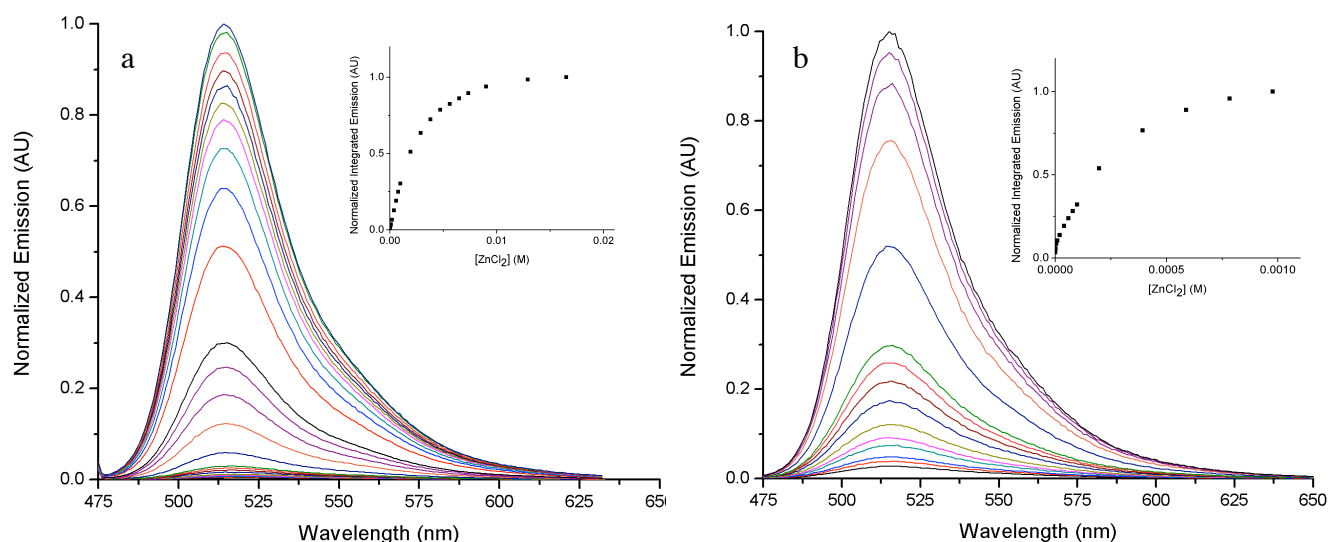 a
Normalized Emission (AU)
1.0
0.8
0.6
0.4
0.2
0.0
475 500 525 550 575 600 625 650
Wavelength (nm)
Normalized Integrated Emission (AU)
1.0
0.5
0.0
0.00 0.01 0.02
[ZnCl2] (M)
b
Normalized Emission (AU)
1.0
0.8
0.6
0.4
0.2
0.0
475 500 525 550 575 600 625 650
Wavelength (nm)
Normalized Integrated Emission (AU)
1.0
0.5
0.0
0.0000 0.0005 0.0010
[ZnCl2] (M)